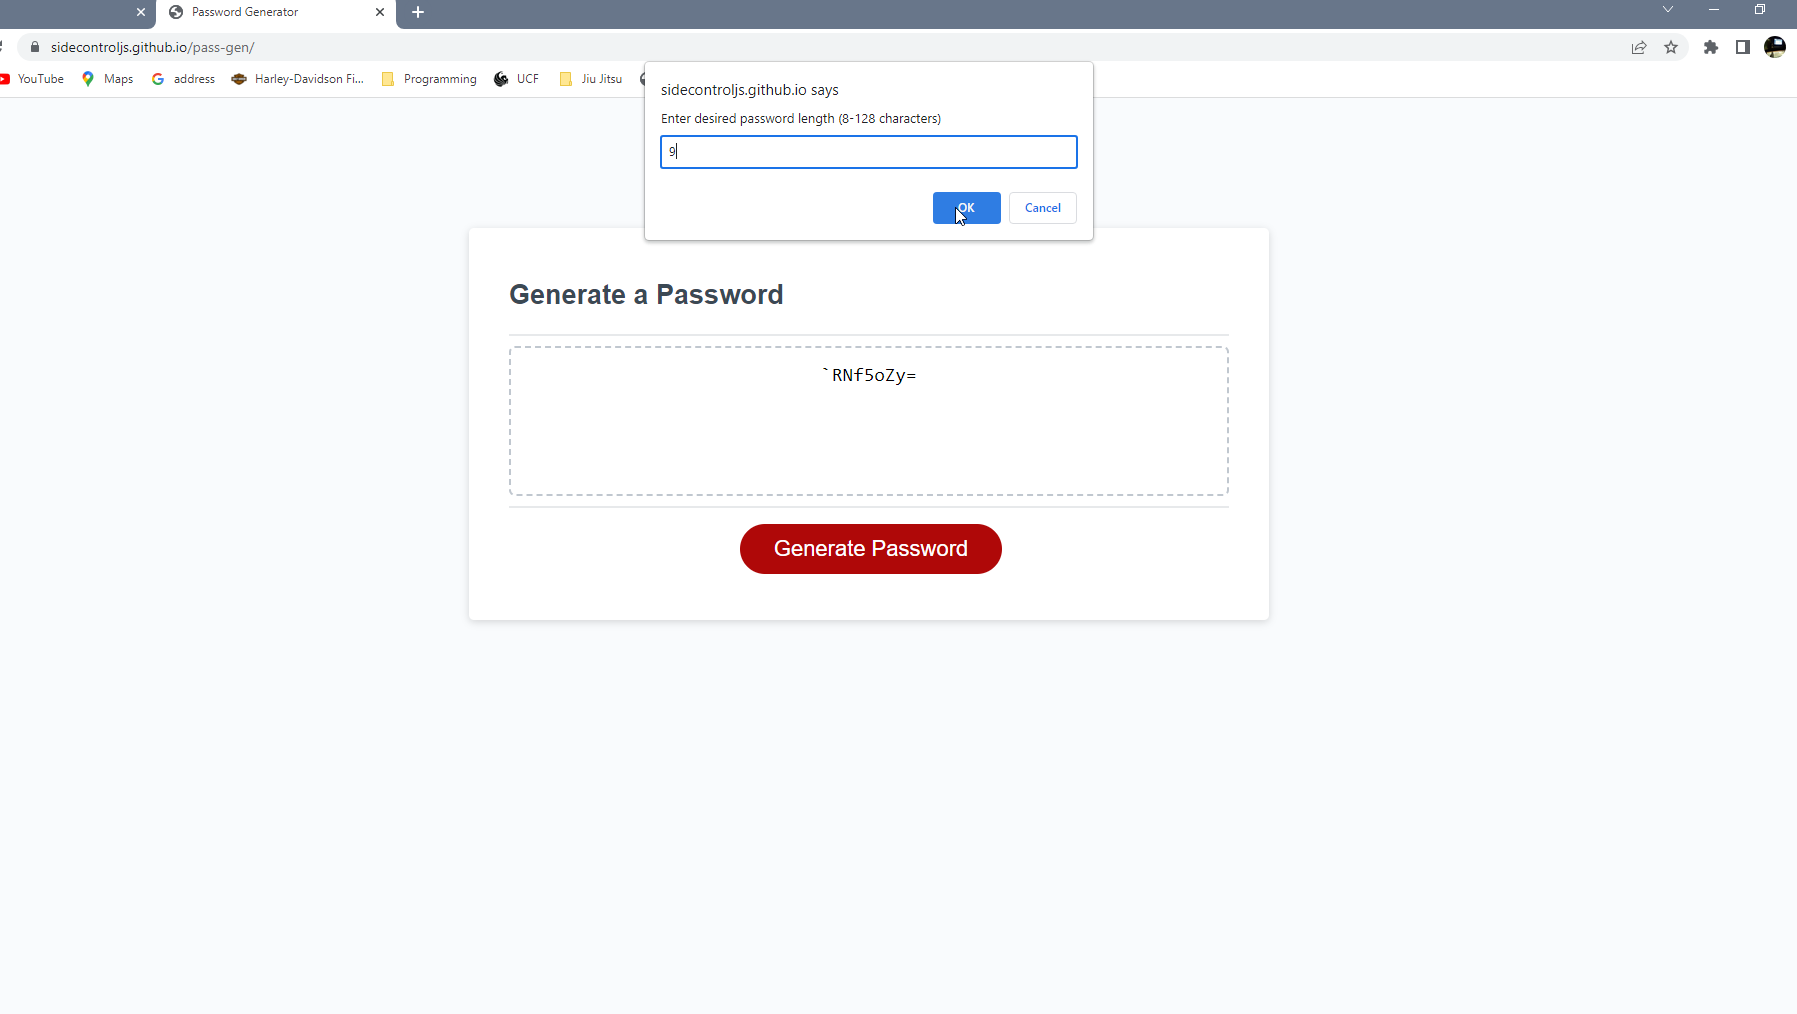 Password Generator
sidecontroljs.github.io/pass-gen/
YouTube Maps address Harley-Davidson Fi... Programming UCF Jiu Jitsu
sidecontroljs.github.io says
Enter desired password length (8-128 characters)
9
OK Cancel
Generate a Password
`RNf5oZy=
Generate Password